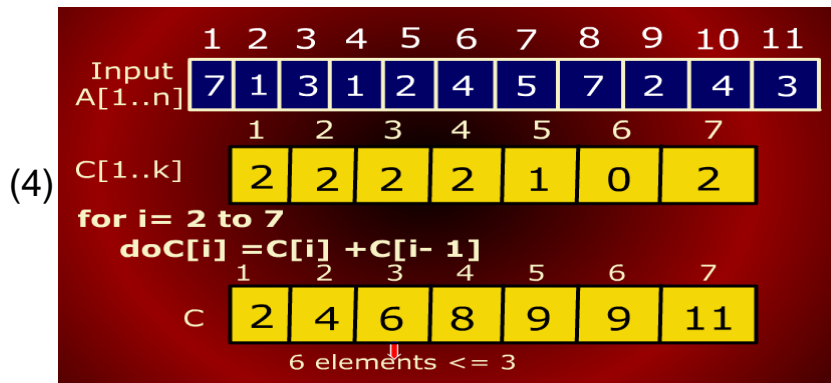 1 2 3 4 5 6 7 8 9 10 11
Input
A[1..n] 7 1 3 1 2 4 5 7 2 4 3
1 2 3 4 5 6 7
(4) C[1..k] 2 2 2 2 1 0 2
for i= 2 to 7
doC[i] =C[i] +C[i- 1]
1 2 3 4 5 6 7
C 2 4 6 8 9 9 11
6 elements <= 3